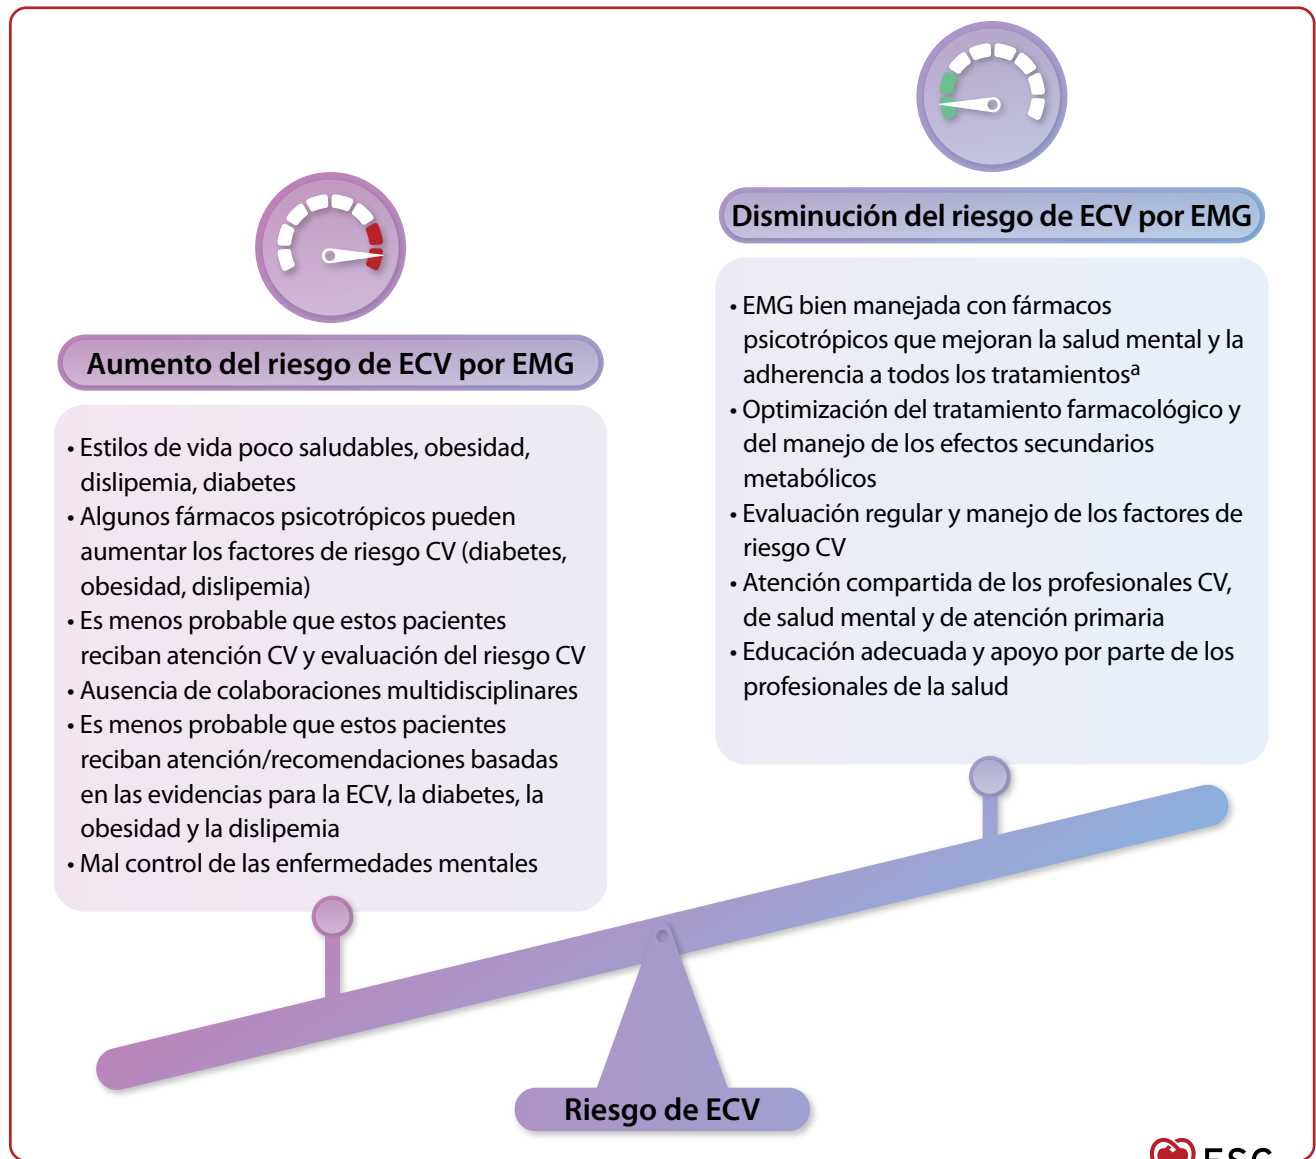 Aumento del riesgo de ECV por EMG
• Estilos de vida poco saludables, obesidad,
dislipemia, diabetes
• Algunos fármacos psicotrópicos pueden
aumentar los factores de riesgo CV (diabetes,
obesidad, dislipemia)
• Es menos probable que estos pacientes
reciban atención CV y evaluación del riesgo CV
• Ausencia de colaboraciones multidisciplinares
• Es menos probable que estos pacientes
reciban atención/recomendaciones basadas
en las evidencias para la ECV, la diabetes, la
obesidad y la dislipemia
• Mal control de las enfermedades mentales
Disminución del riesgo de ECV por EMG
• EMG bien manejada con fármacos
psicotrópicos que mejoran la salud mental y la
adherencia a todos los tratamientosª
• Optimización del tratamiento farmacológico y
del manejo de los efectos secundarios
metabólicos
• Evaluación regular y manejo de los factores de
riesgo CV
• Atención compartida de los profesionales CV,
de salud mental y de atención primaria
• Educación adecuada y apoyo por parte de los
profesionales de la salud
Riesgo de ECV
ESC